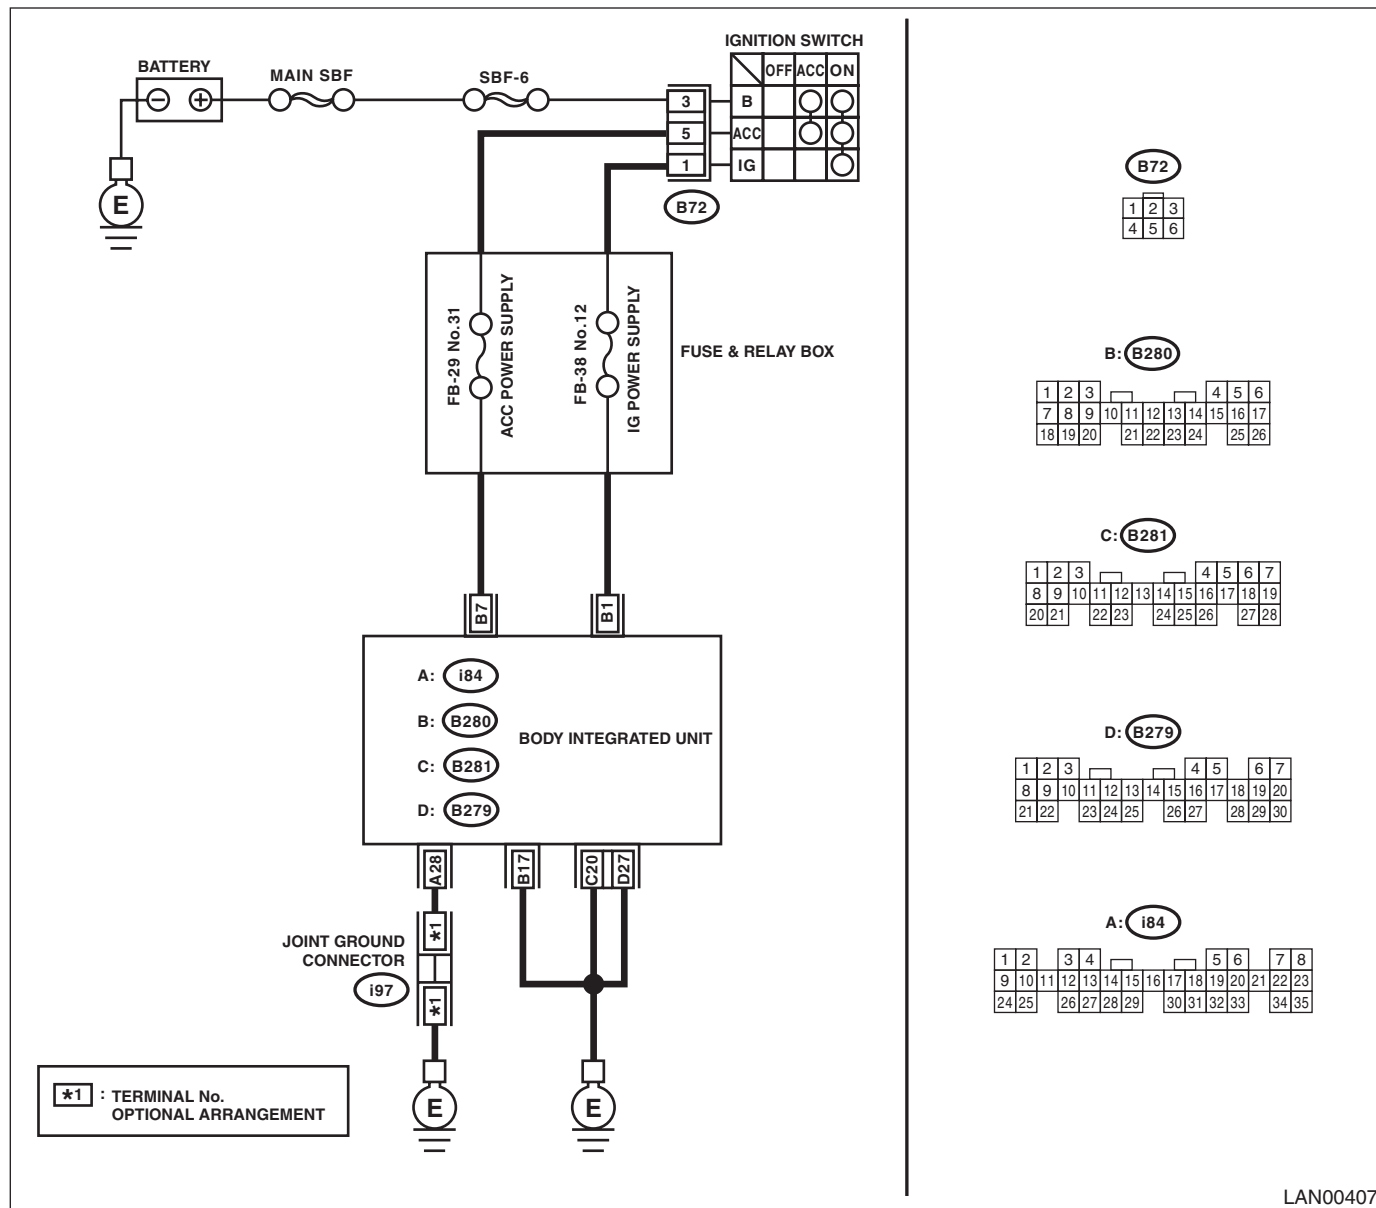 IGNITION SWITCH
OFF ACC ON
BATTERY
MAIN SBF
SBF-6
3 B
5 ACC
1 IG
E
B72
FB-29 No.31
ACC POWER SUPPLY
FB-38 No.12
IG POWER SUPPLY
FUSE & RELAY BOX
B7
B1
A: i84
B: B280
C: B281
D: B279
BODY INTEGRATED UNIT
A28
B17
C20
D27
*1
JOINT GROUND
CONNECTOR
i97
*1
E
E
*1 : TERMINAL No.
OPTIONAL ARRANGEMENT
B72
1 2 3
4 5 6
B: B280
1 2 3 4 5 6
7 8 9 10 11 12 13 14 15 16 17
18 19 20 21 22 23 24 25 26
C: B281
1 2 3 4 5 6 7
8 9 10 11 12 13 14 15 16 17 18 19
20 21 22 23 24 25 26 27 28
D: B279
1 2 3 4 5 6 7
8 9 10 11 12 13 14 15 16 17 18 19 20
21 22 23 24 25 26 27 28 29 30
A: i84
1 2 3 4 5 6 7 8
9 10 11 12 13 14 15 16 17 18 19 20 21 22 23
24 25 26 27 28 29 30 31 32 33 34 35
LAN00407